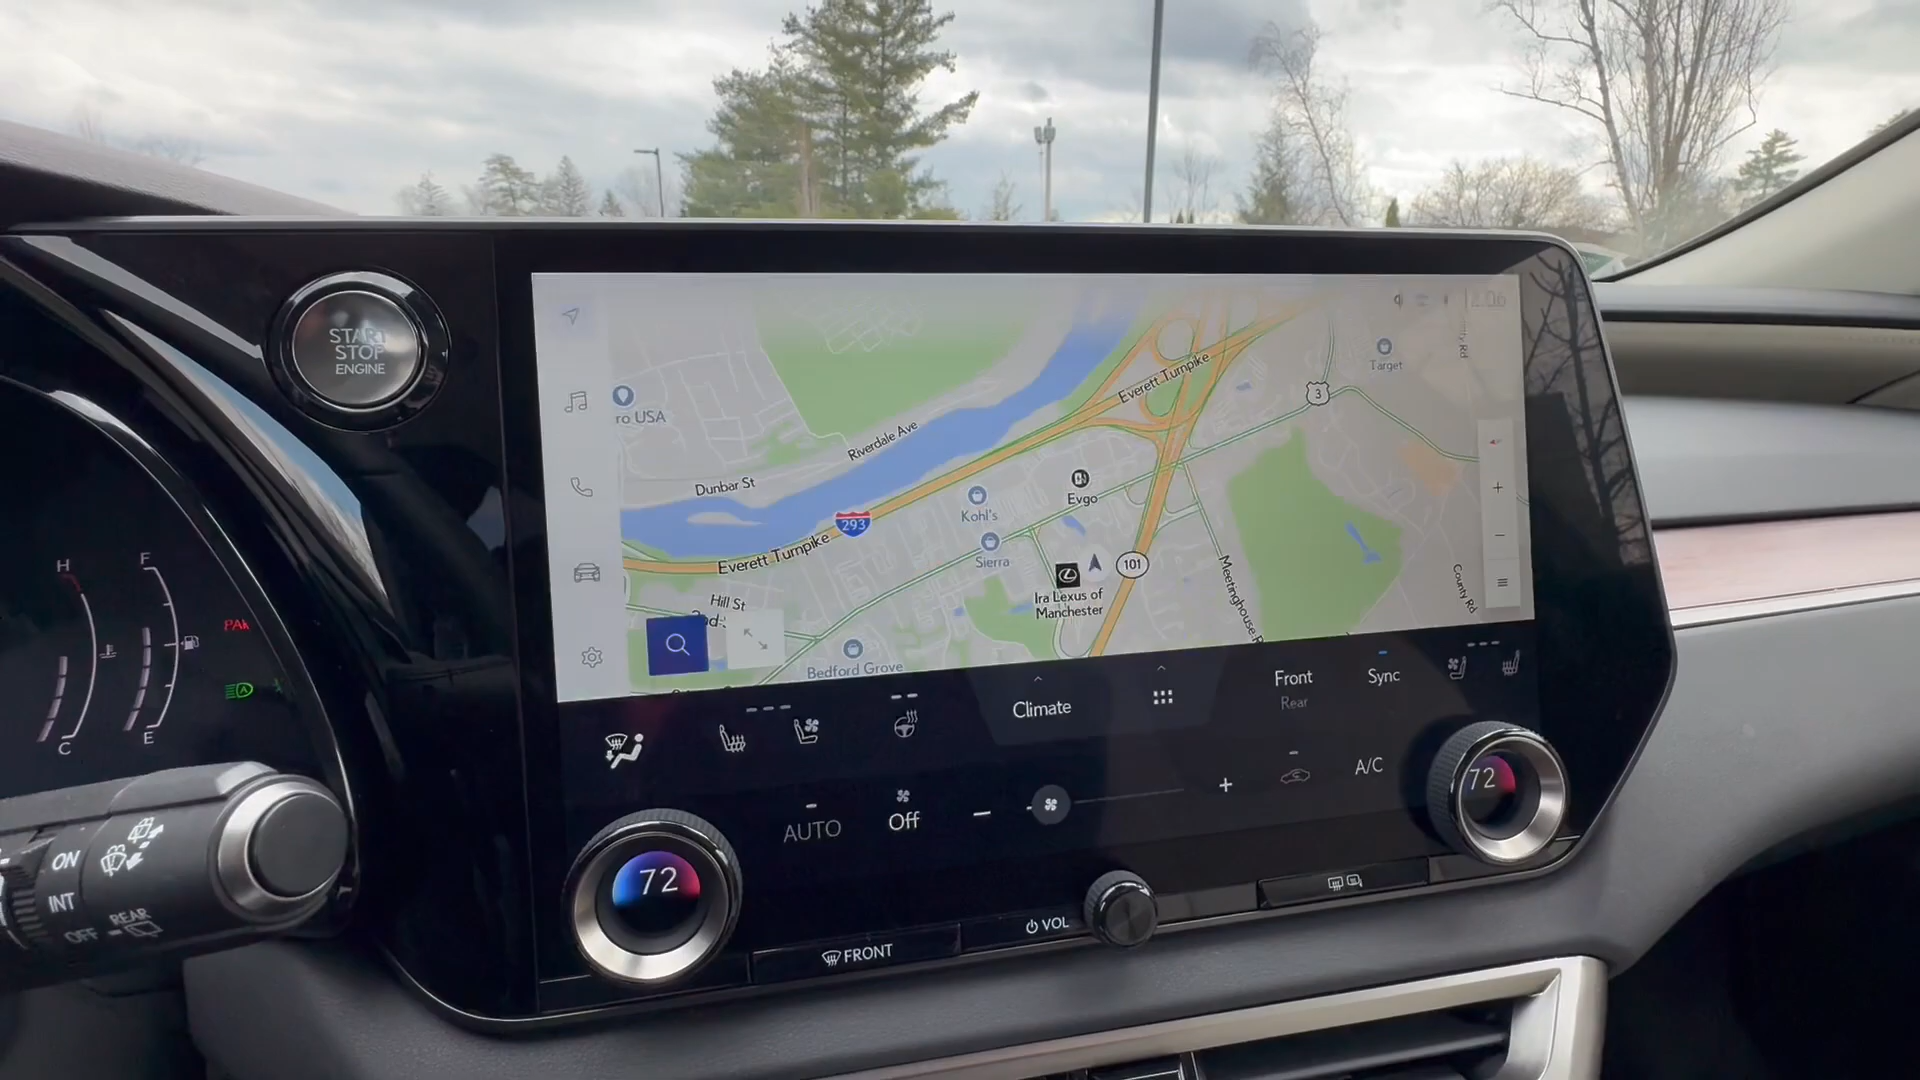 START
STOP
ENGINE
2:06
Target
Everett Turnpike
3
ro USA
Riverdale Ave
Dunbar St
Evgo
Kohl's
293
Everett Turnpike
Sierra
101
Ira Lexus of
Manchester
Meetinghouse R
County Rd
Hill St
Bedford Grove
H
F
C
E
A
Front
Rear
Sync
Climate
A/C
AUTO
Off
72
72
VOL
FRONT
ON
INT
OFF
REAR